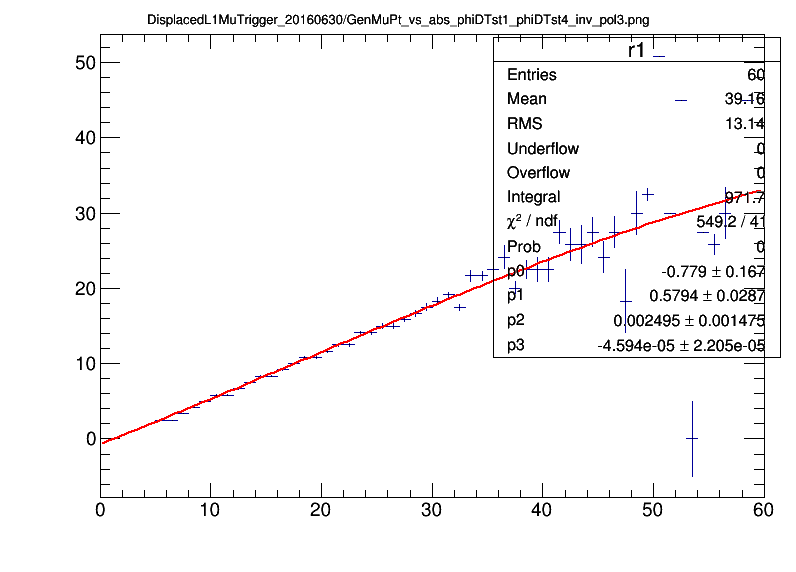 DisplacedL1MuTrigger_20160630/GenMuPt_vs_abs_phiDTst1_phiDTst4_inv_pol3.png
r1
Entries 60
Mean 39.16
RMS 13.14
Underflow 0
Overflow 0
Integral 971.7
χ² / ndf 549.2 / 41
Prob 0
p0 -0.779 ± 0.167
p1 0.5794 ± 0.0287
p2 0.002495 ± 0.001475
p3 -4.594e-05 ± 2.205e-05
50
40
30
20
10
0
0 10 20 30 40 50 60